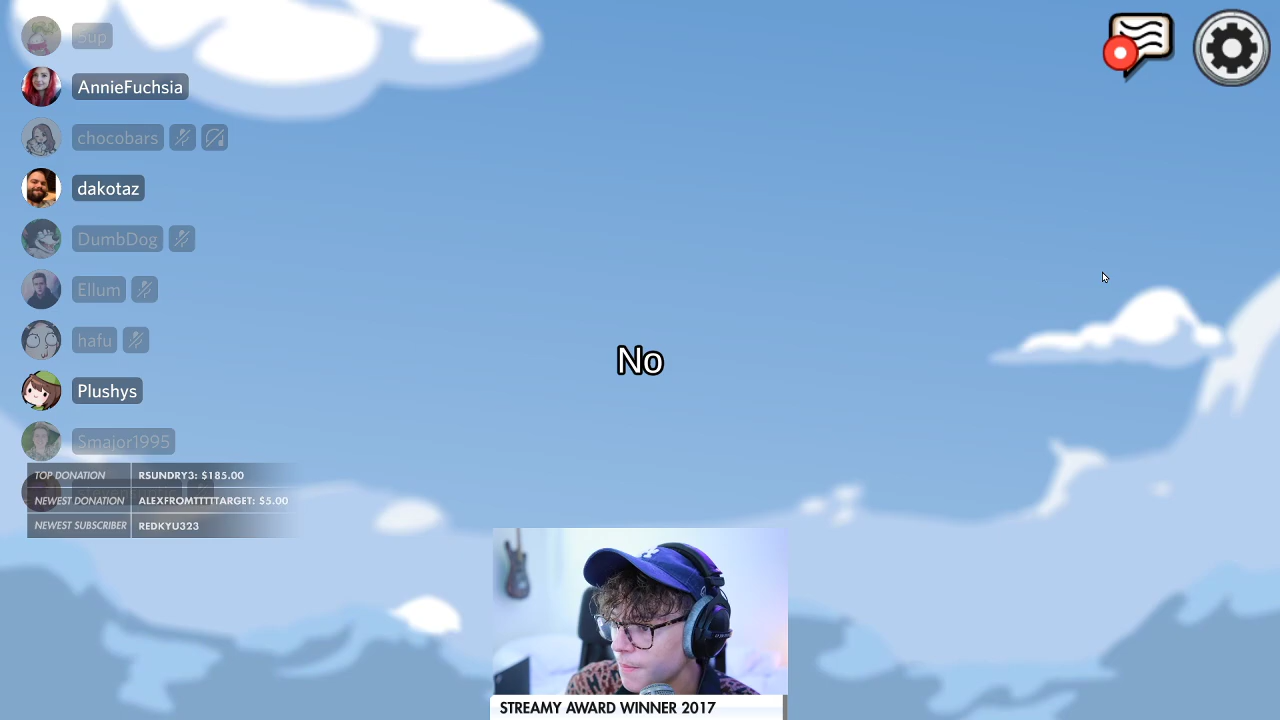 5up
AnnieFuchsia
chocobars
dakotaz
DumbDog
Ellum
hafu
No
Plushys
Smajor1995
TOP DONATION RSUNDRY3: $185.00
NEWEST DONATION ALEXFROMTTTTTARGET: $5.00
NEWEST SUBSCRIBER REDKYU323
STREAMY AWARD WINNER 2017